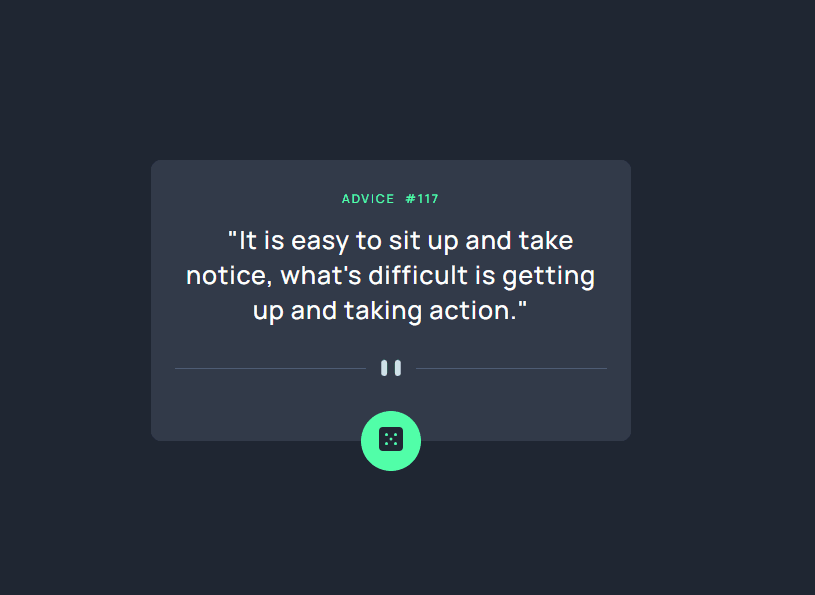 ADVICE #117
"It is easy to sit up and take
notice, what's difficult is getting
up and taking action."